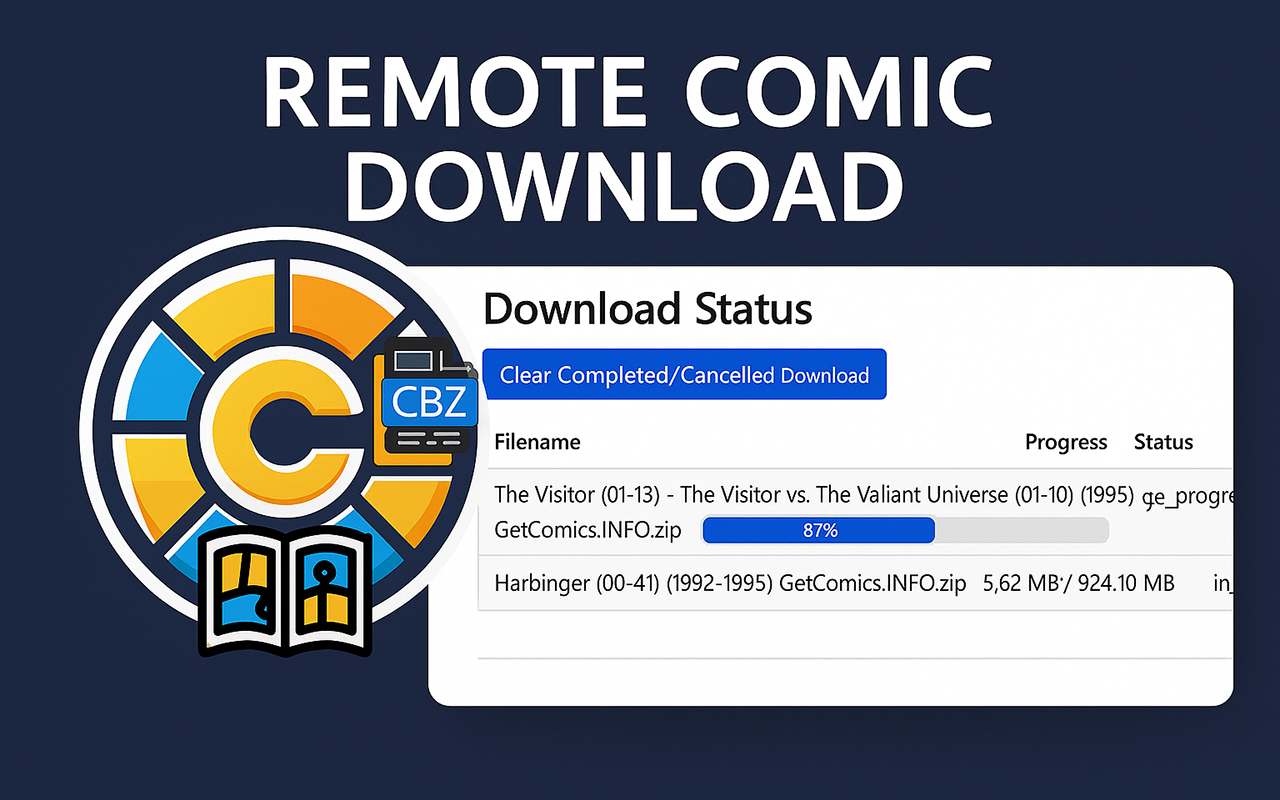 REMOTE COMIC
DOWNLOAD
CBZ
Download Status
Clear Completed/Cancelled Download
Filename Progress Status
The Visitor (01-13) - The Visitor vs. The Valiant Universe (01-10) (1995) ge_progre
GetComics.INFO.zip 87%
Harbinger (00-41) (1992-1995) GetComics.INFO.zip 5,62 MB / 924.10 MB in_